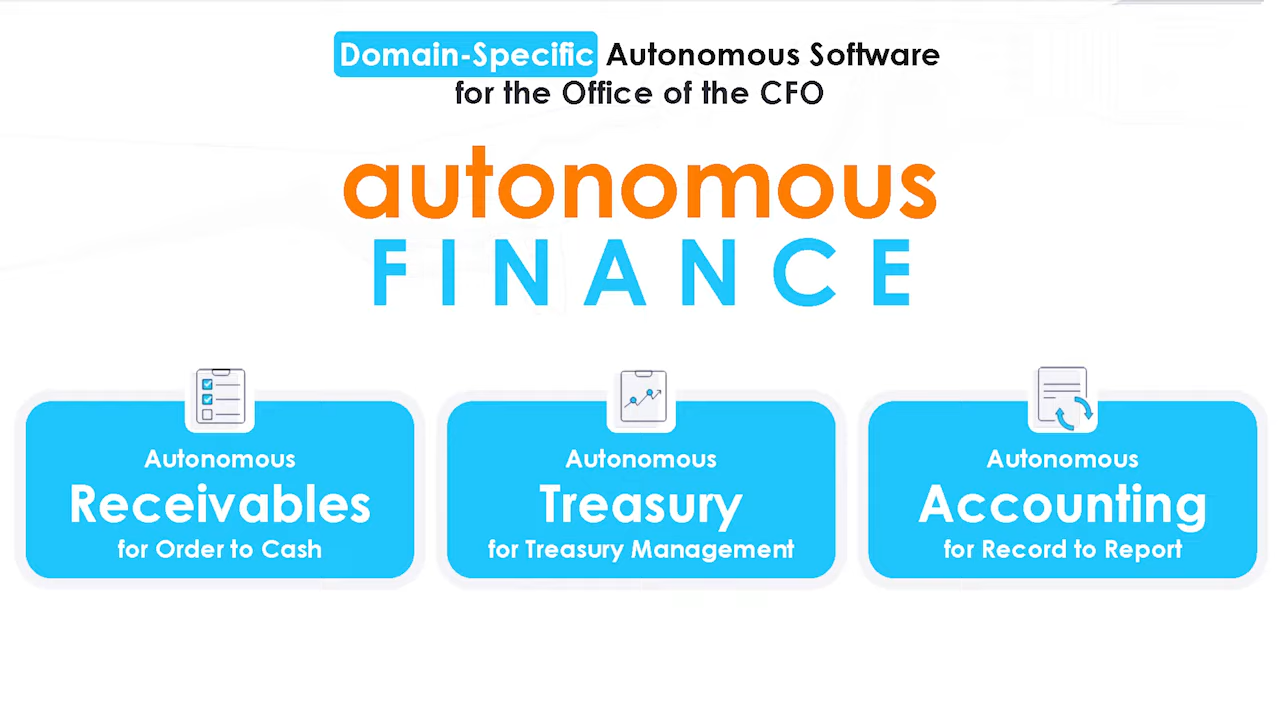 Domain-Specific Autonomous Software
for the Office of the CFO
autonomous
FINANCE
Autonomous
Receivables
for Order to Cash
Autonomous
Treasury
for Treasury Management
Autonomous
Accounting
for Record to Report